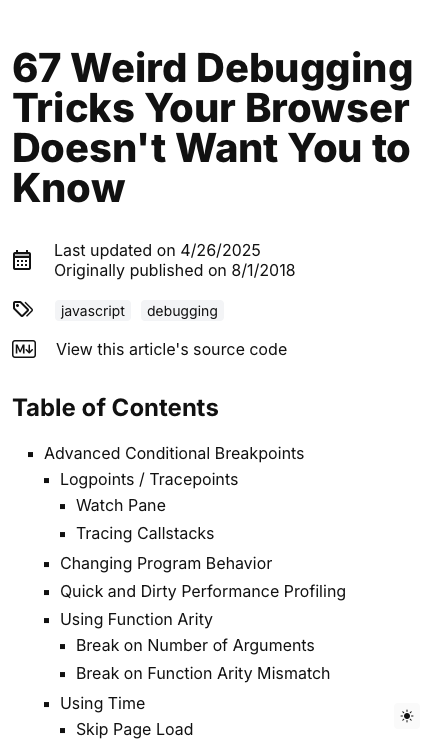 67 Weird Debugging
Tricks Your Browser
Doesn't Want You to
Know
Last updated on 4/26/2025
Originally published on 8/1/2018
javascript debugging
View this article's source code
Table of Contents
Advanced Conditional Breakpoints
Logpoints / Tracepoints
Watch Pane
Tracing Callstacks
Changing Program Behavior
Quick and Dirty Performance Profiling
Using Function Arity
Break on Number of Arguments
Break on Function Arity Mismatch
Using Time
Skip Page Load